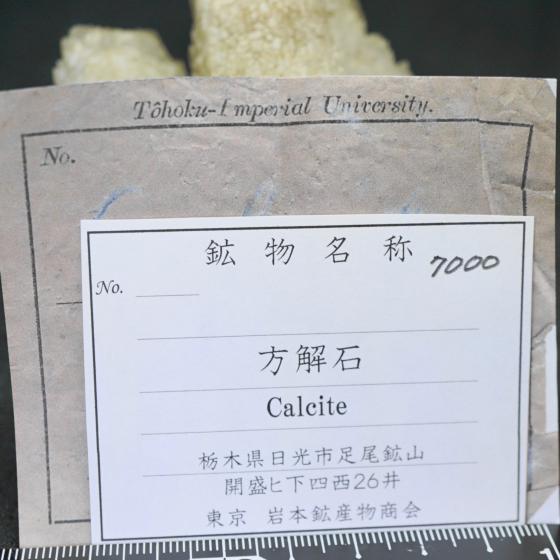 Tôhoku-Imperial University.
No.
鉱物名称
7000
No.
方解石
Calcite
栃木県日光市足尾鉱山
開盛ヒ下四西26井
東京 岩本鉱産物商会